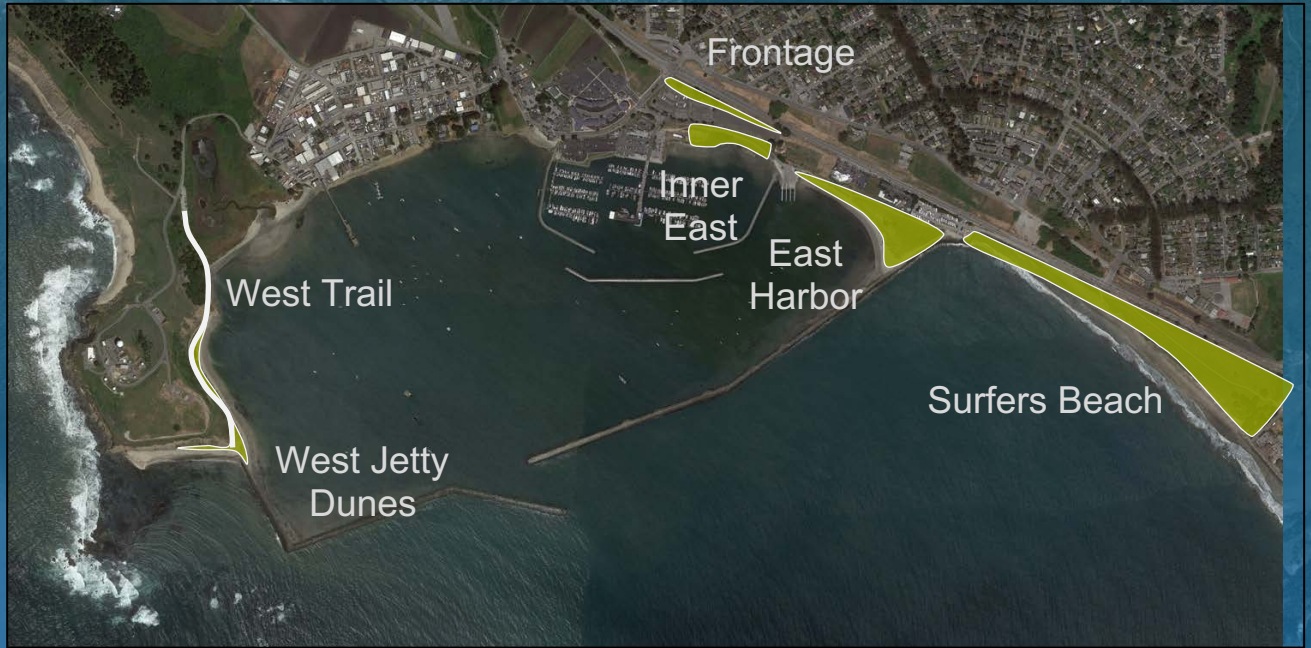 Frontage
Inner
East
East
Harbor
West Trail
Surfers Beach
West Jetty
Dunes